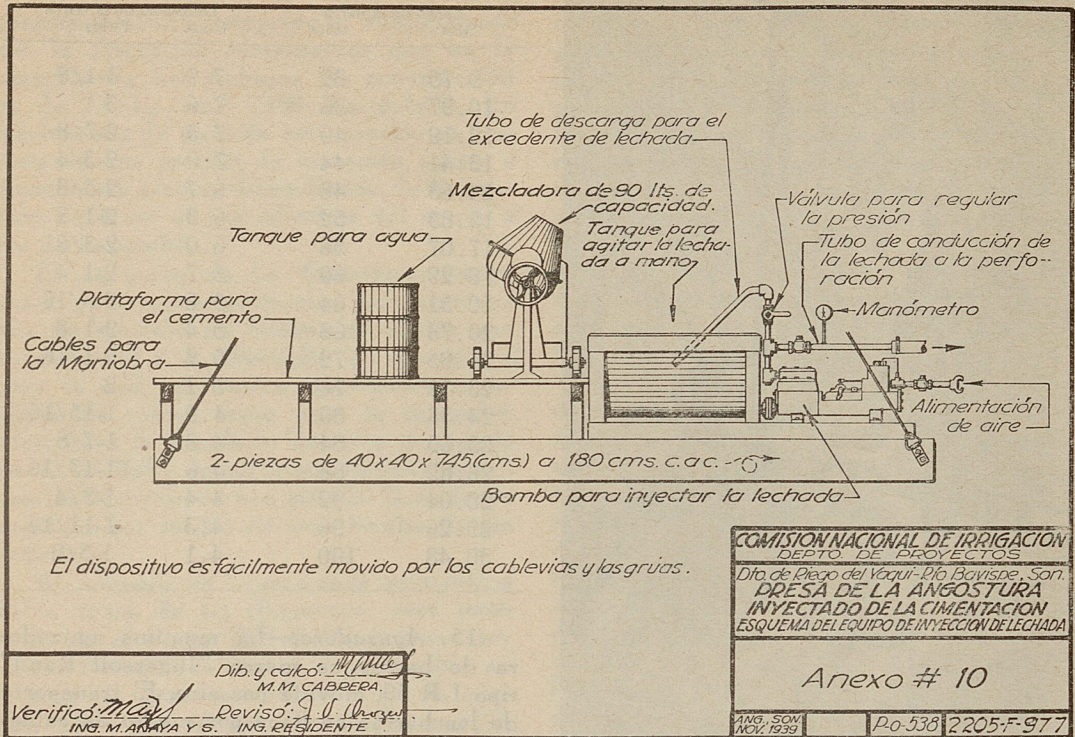 Tubo de descarga para el
excedente de lechada
Mezcladora de 90 lts. de
capacidad.
Válvula para regular
la presión
Tanque para agua
Tanque para
agitar la lecha-
da a mano
Tubo de conducción de
la lechada a la perfo-
ración
Plataforma para
el cemento
Manómetro
Cables para
la Maniobra
Alimentación
de aire
2-piezas de 40x40x745(cms.) a 180 cms. c.a c.
Bomba para inyectar la lechada
El dispositivo es fácilmente movido por los cablevias y las grúas.
COMISION NACIONAL DE IRRIGACIÓN
DEPTO. DE PROYECTOS
Dto. de Riego del Yaqui-Río Bavispe, Son.
PRESA DE LA ANGOSTURA
INYECTADO DE LA CIMENTACION
ESQUEMA DEL EQUIPO DE INYECCION DE LECHADA
Anexo # 10
ANG., SON.
NOV. 1939
P-o-538
2205-F-977
Dib. y calcó:
M.M. CABRERA.
Verificó:
Revisó:
ING. M. ANAYA Y S.
ING. RESIDENTE